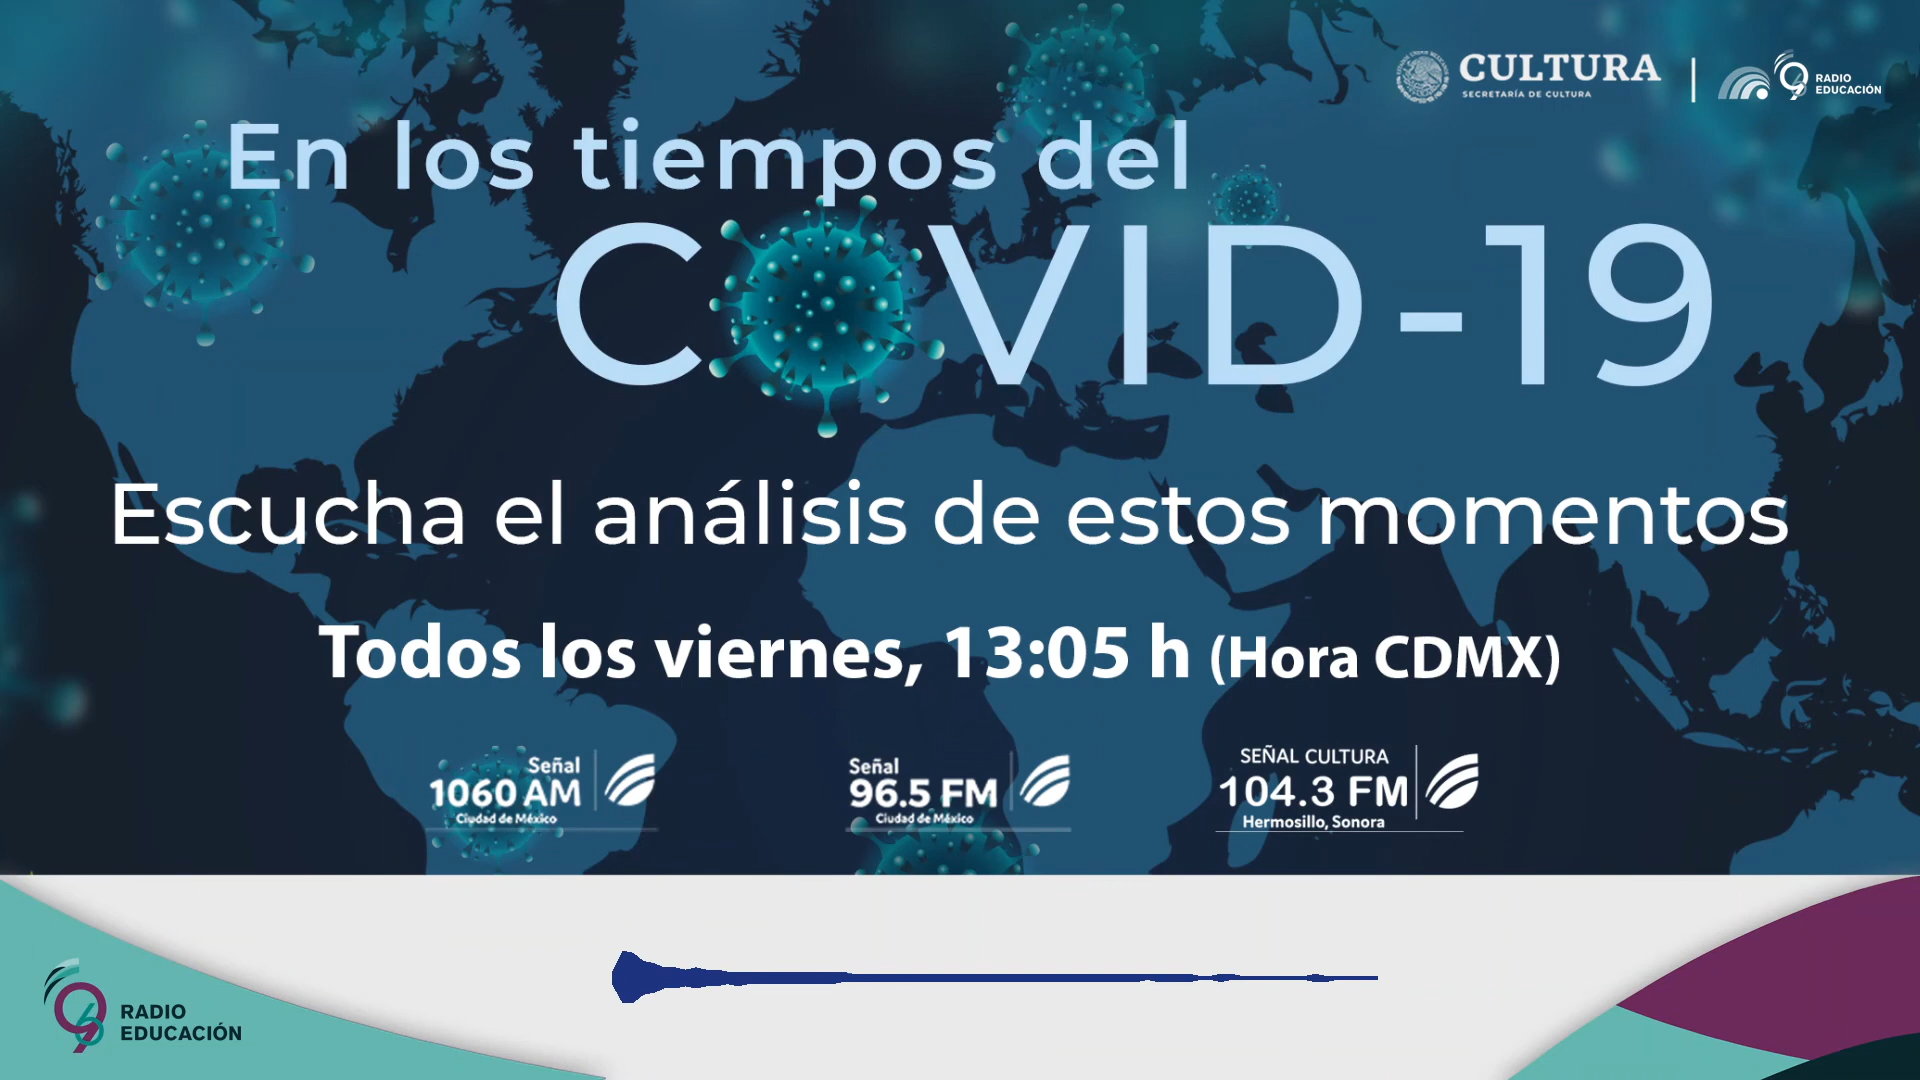 CULTURA
SECRETARÍA DE CULTURA
RADIO
EDUCACIÓN
En los tiempos del
COVID-19
Escucha el análisis de estos momentos
Todos los viernes, 13:05 h (Hora CDMX)
Señal
1060 AM
Ciudad de México
Señal
96.5 FM
Ciudad de México
SEÑAL CULTURA
104.3 FM
Hermosillo, Sonora
RADIO
EDUCACIÓN